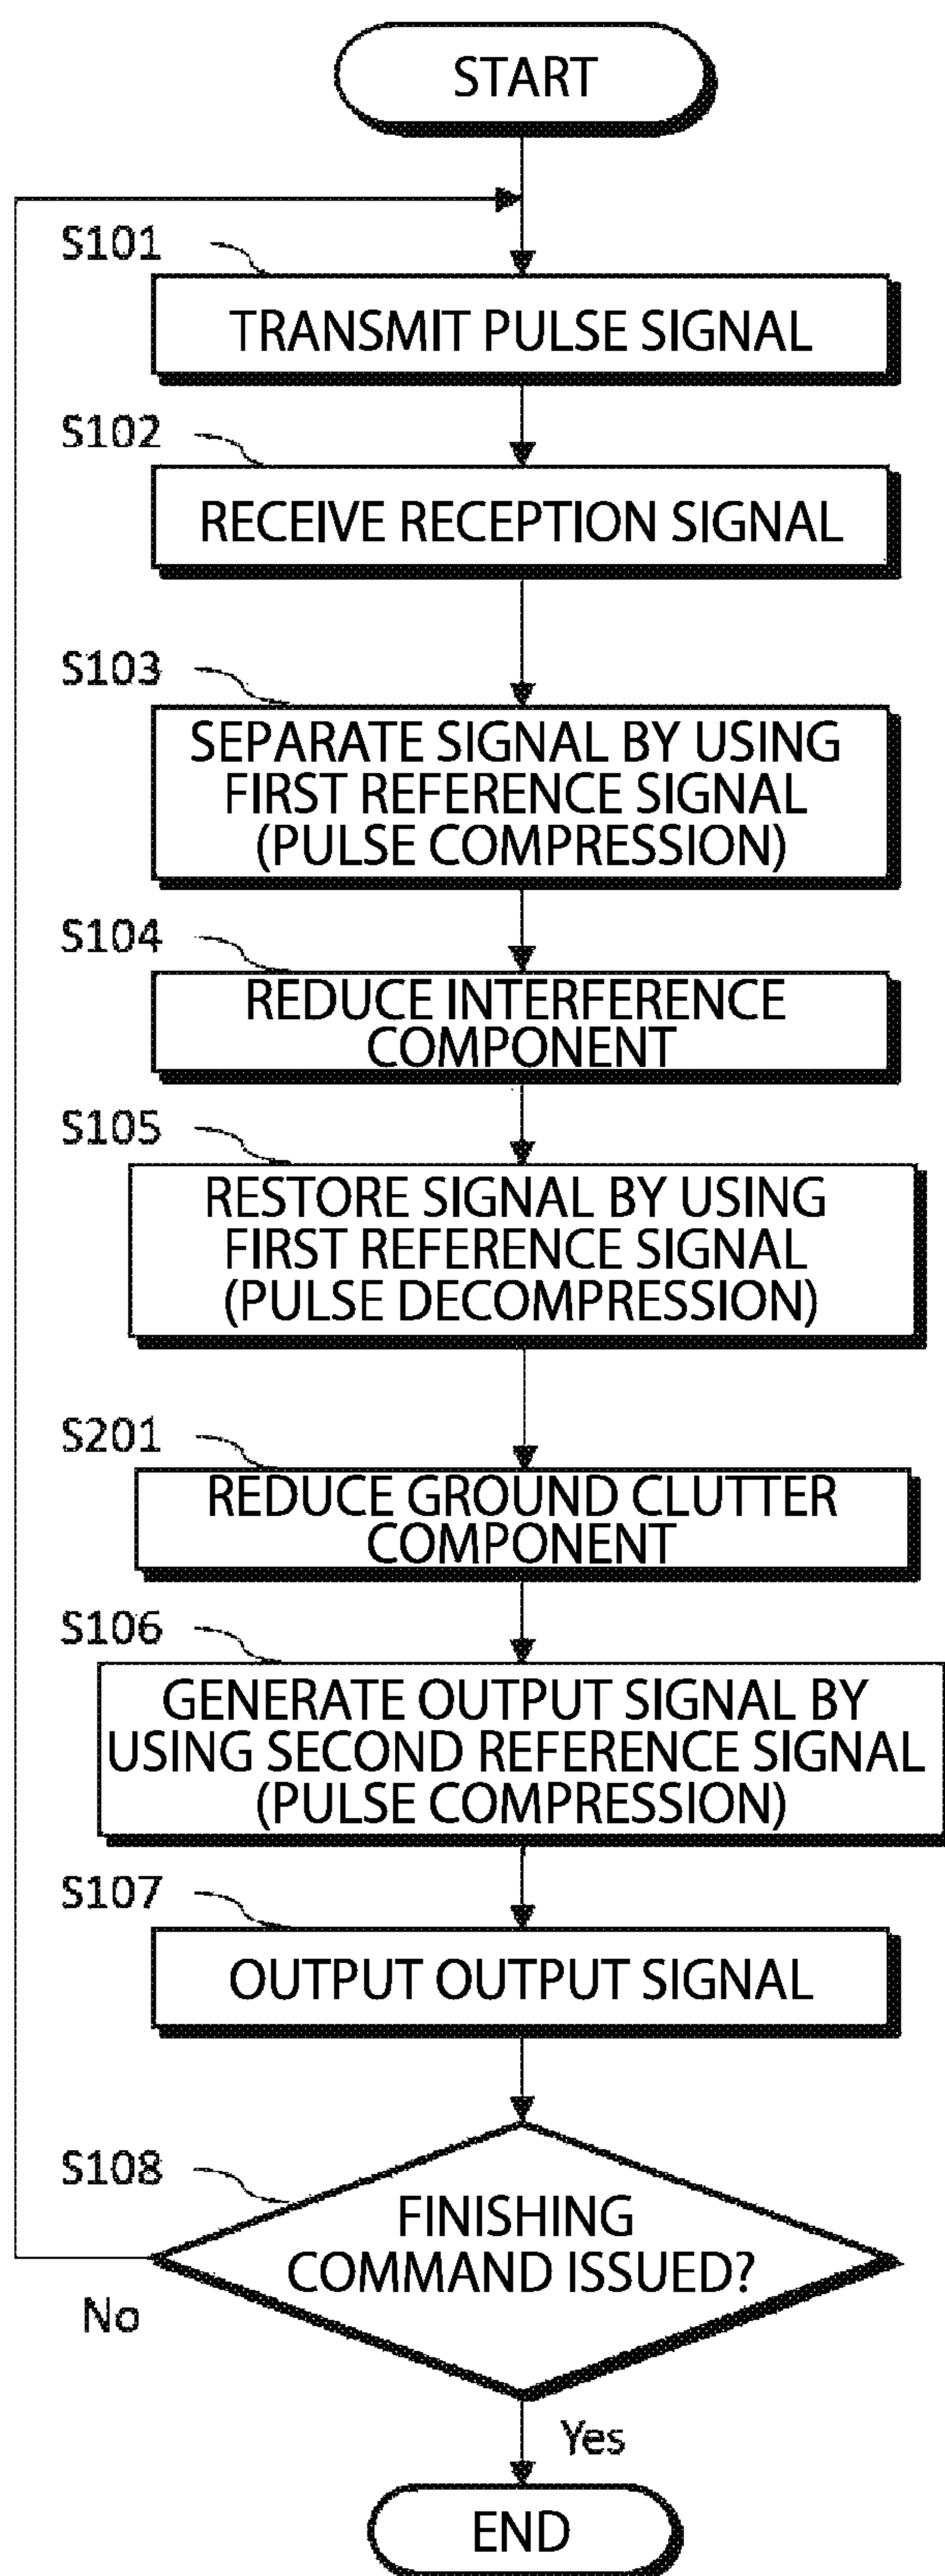 START
S101
TRANSMIT PULSE SIGNAL
S102
RECEIVE RECEPTION SIGNAL
S103
SEPARATE SIGNAL BY USING
FIRST REFERENCE SIGNAL
(PULSE COMPRESSION)
S104
REDUCE INTERFERENCE
COMPONENT
S105
RESTORE SIGNAL BY USING
FIRST REFERENCE SIGNAL
(PULSE DECOMPRESSION)
S201
REDUCE GROUND CLUTTER
COMPONENT
S106
GENERATE OUTPUT SIGNAL BY
USING SECOND REFERENCE SIGNAL
(PULSE COMPRESSION)
S107
OUTPUT OUTPUT SIGNAL
S108
FINISHING
COMMAND ISSUED?
No
Yes
END